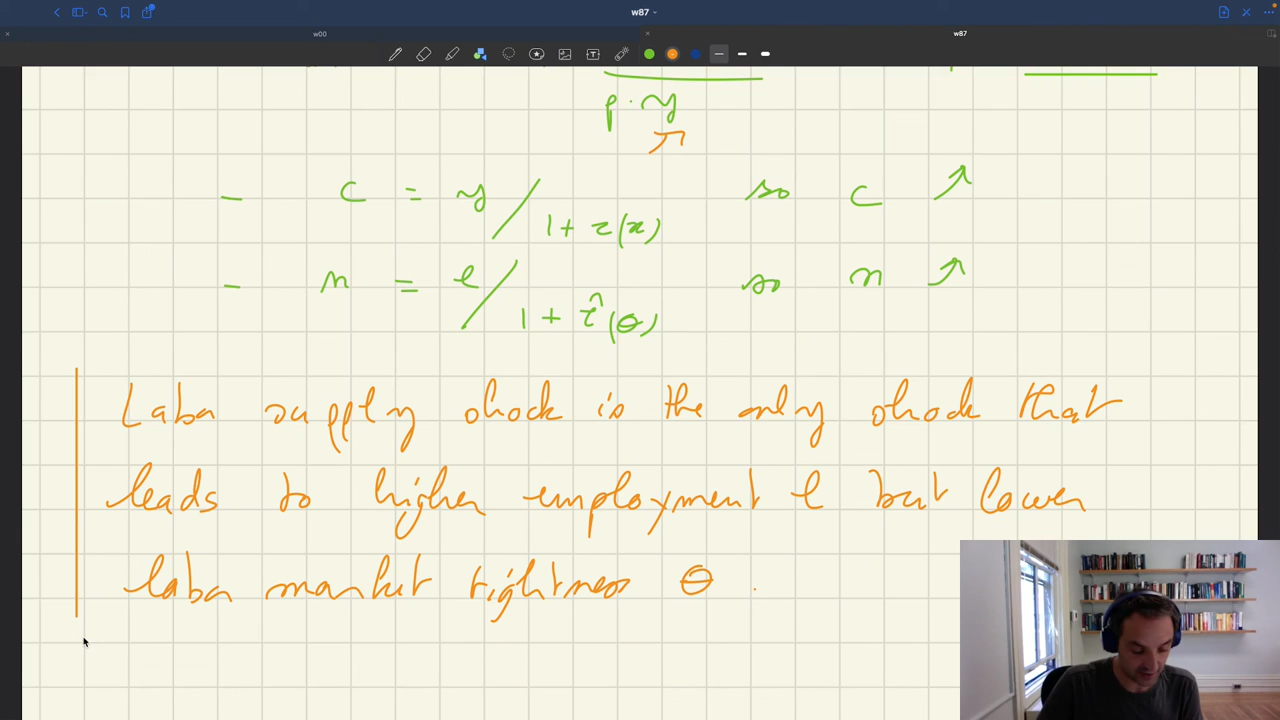 w87
w00
w87
p · y
- c = y / 1 + τ(x) so c ↗
- n = l / 1 + τ̂(θ) so n ↗
Labor supply shock is the only shock that
leads to higher employment l but lower
labor market tightness θ .